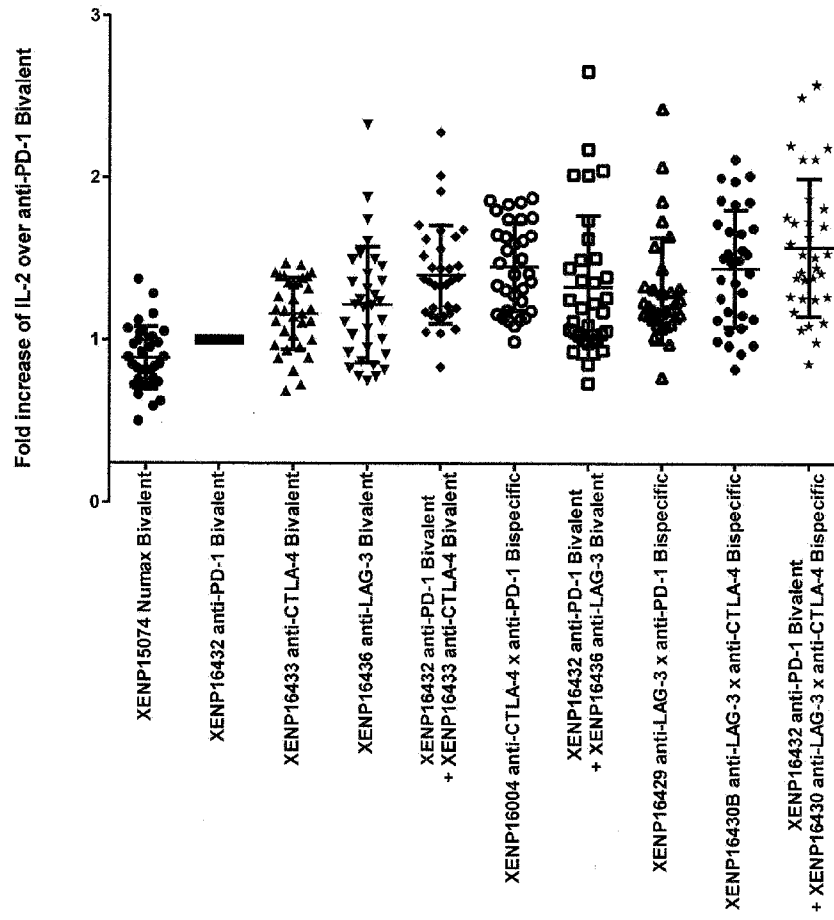 Fold increase of IL-2 over anti-PD-1 Bivalent
3
2
1
0
XENP15074 Numax Bivalent
XENP16432 anti-PD-1 Bivalent
XENP16433 anti-CTLA-4 Bivalent
XENP16436 anti-LAG-3 Bivalent
XENP16432 anti-PD-1 Bivalent
+ XENP16433 anti-CTLA-4 Bivalent
XENP16004 anti-CTLA-4 x anti-PD-1 Bispecific
XENP16432 anti-PD-1 Bivalent
+ XENP16436 anti-LAG-3 Bivalent
XENP16429 anti-LAG-3 x anti-PD-1 Bispecific
XENP16430B anti-LAG-3 x anti-CTLA-4 Bispecific
XENP16432 anti-PD-1 Bivalent
+ XENP16430 anti-LAG-3 x anti-CTLA-4 Bispecific